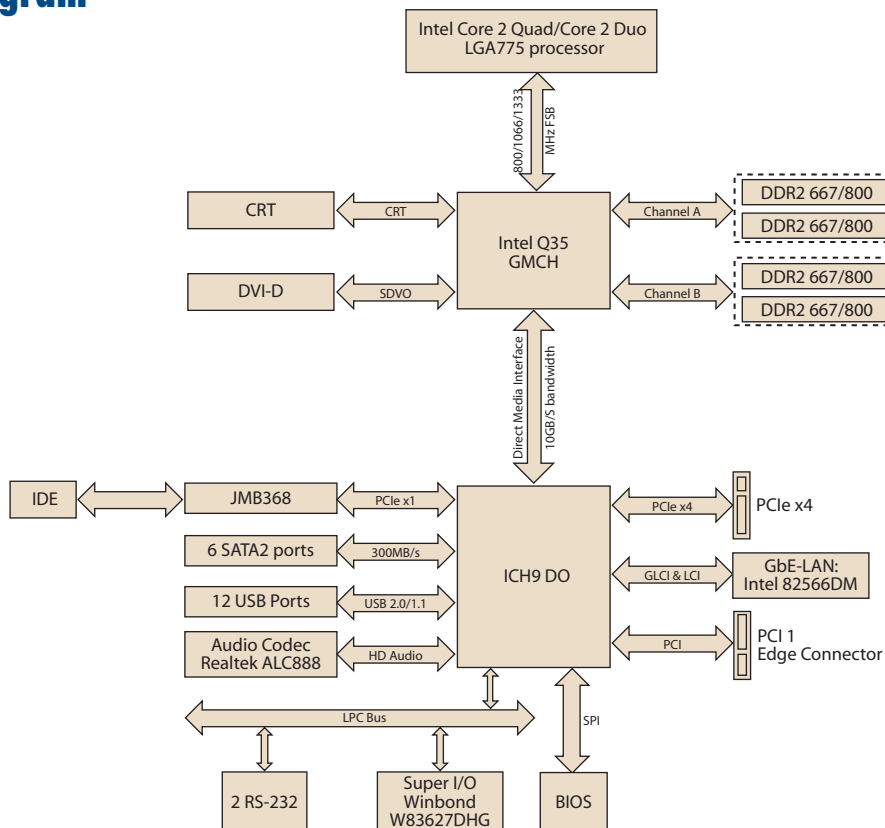 Intel Core 2 Quad/Core 2 Duo
LGA775 processor
800/1066/1333
MHz FSB
CRT
CRT
Intel Q35
GMCH
Channel A
DDR2 667/800
DDR2 667/800
DVI-D
SDVO
Channel B
DDR2 667/800
DDR2 667/800
Direct Media Interface
10GB/S bandwidth
IDE
JMB368
PCIe x1
ICH9 DO
PCIe x4
PCIe x4
6 SATA2 ports
300MB/s
GLCI & LCI
GbE-LAN:
Intel 82566DM
12 USB Ports
USB 2.0/1.1
Audio Codec
Realtek ALC888
HD Audio
PCI
PCI 1
Edge Connector
LPC Bus
SPI
2 RS-232
Super I/O
Winbond
W83627DHG
BIOS